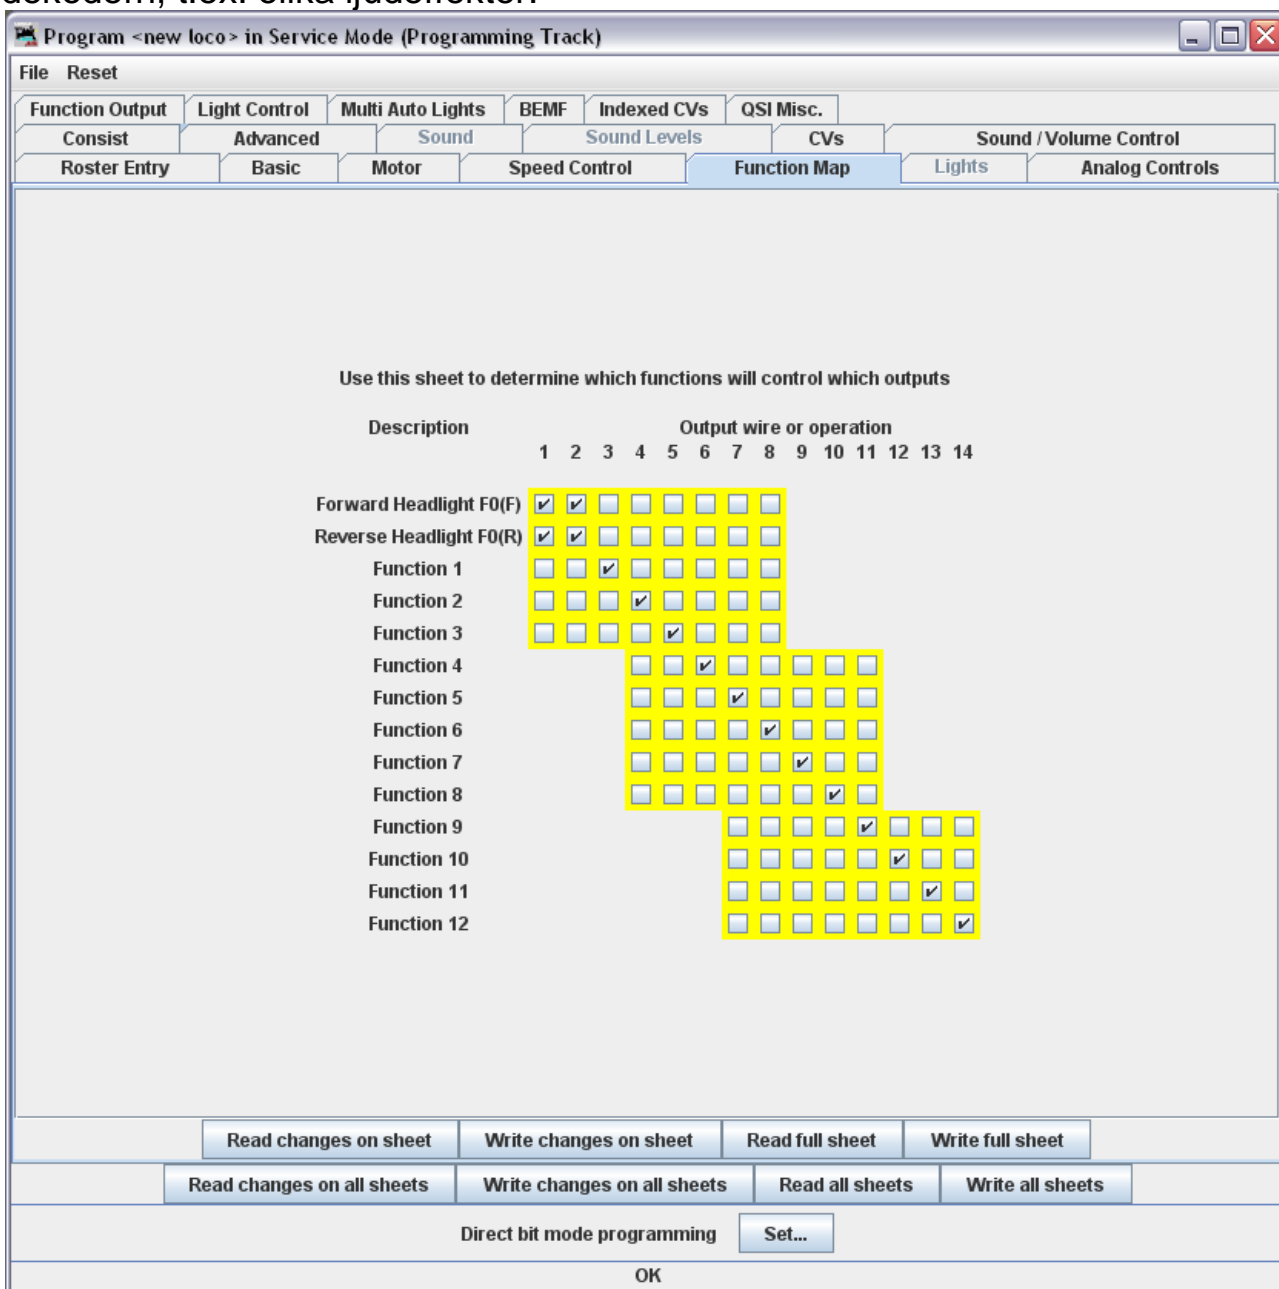 t.ex. olika ljudeffekter.
Program <new loco> in Service Mode (Programming Track)
File Reset
Function Output Light Control Multi Auto Lights BEMF Indexed CVs QSI Misc.
Consist Advanced Sound Sound Levels CVs Sound / Volume Control
Roster Entry Basic Motor Speed Control Function Map Lights Analog Controls
Use this sheet to determine which functions will control which outputs
Description Output wire or operation
1 2 3 4 5 6 7 8 9 10 11 12 13 14
Forward Headlight F0(F)
Reverse Headlight F0(R)
Function 1
Function 2
Function 3
Function 4
Function 5
Function 6
Function 7
Function 8
Function 9
Function 10
Function 11
Function 12
Read changes on sheet Write changes on sheet Read full sheet Write full sheet
Read changes on all sheets Write changes on all sheets Read all sheets Write all sheets
Direct bit mode programming Set...
OK